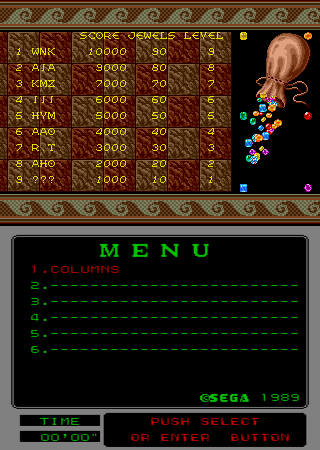 SCORE JEWELS LEVEL
1 WNK 10000 90 9
2 AJA 9000 80 8
3 KMZ 8000 70 7
4 III 6000 60 6
5 HYM 5000 50 5
6 AAO 4000 40 4
7 R.T 3000 30 3
8 AHO 2000 20 2
9 ??? 1000 10 1
MENU
1.COLUMNS
2.
3.
4.
5.
6.
©SEGA 1989
TIME
00'00"
PUSH SELECT
OR ENTER BUTTON